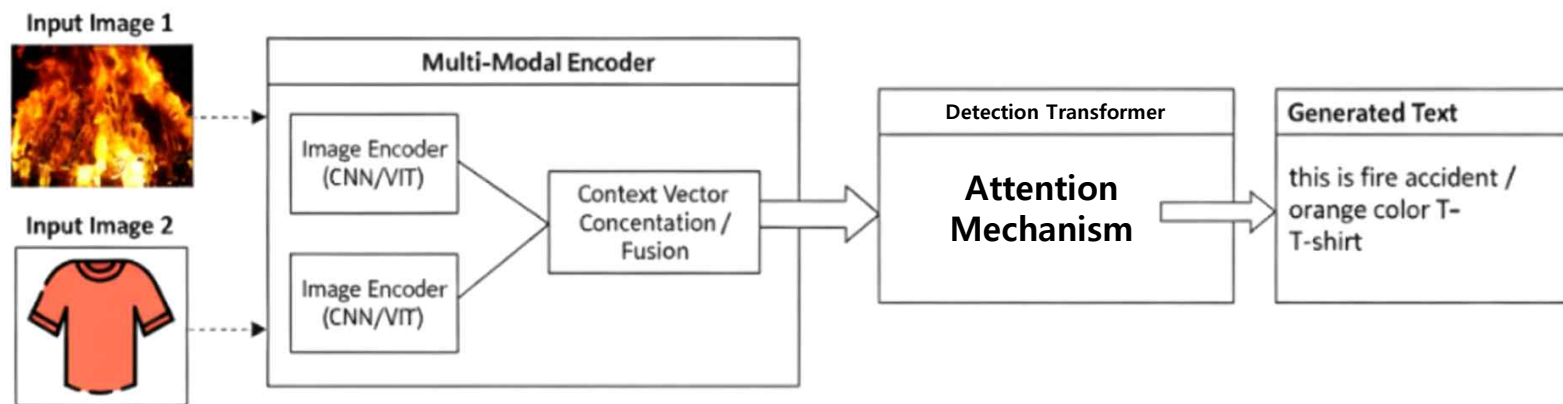 Input Image 1
Input Image 2
Multi-Modal Encoder
Image Encoder
(CNN/VIT)
Image Encoder
(CNN/VIT)
Context Vector
Concentation /
Fusion
Detection Transformer
Attention
Mechanism
Generated Text
this is fire accident /
orange color T-
T-shirt